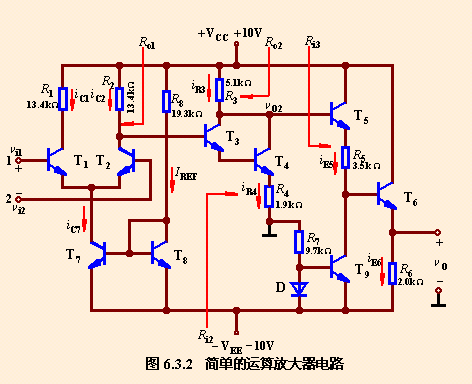 +VCC +10V
Ro1
Ro2
Ri3
R1
13.4kΩ
iC1
iC2
R2
13.4kΩ
R8
19.3kΩ
iR3
5.1kΩ
R3
vO2
T3
T5
vi1
1
+
T1
T2
T4
iE5
R5
3.5kΩ
IREF
2
−
vi2
iR4
R4
1.9kΩ
T6
iC7
R7
9.7kΩ
+
vO
−
T7
T8
D
T9
iE6
R6
2.0kΩ
Ri2
−VEE −10V
图 6.3.2 简单的运算放大器电路